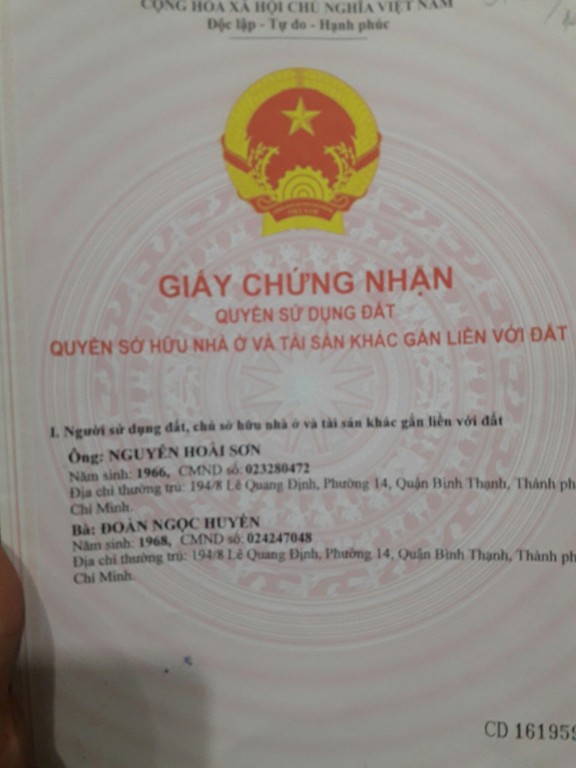 CỘNG HÒA XÃ HỘI CHỦ NGHĨA VIỆT NAM
Độc lập - Tự do - Hạnh phúc
GIẤY CHỨNG NHẬN
QUYỀN SỬ DỤNG ĐẤT
QUYỀN SỞ HỮU NHÀ Ở VÀ TÀI SẢN KHÁC GẮN LIỀN VỚI ĐẤT
I. Người sử dụng đất, chủ sở hữu nhà ở và tài sản khác gắn liền với đất
Ông: NGUYỄN HOÀI SƠN
Năm sinh: 1966, CMND số: 023280472
Địa chỉ thường trú: 194/8 Lê Quang Định, Phường 14, Quận Bình Thạnh, Thành ph
Chí Minh.
Bà: ĐOÀN NGỌC HUYỀN
Năm sinh: 1968, CMND số: 024247048
Địa chỉ thường trú: 194/8 Lê Quang Định, Phường 14, Quận Bình Thạnh, Thành ph
Chí Minh.
CD 161959